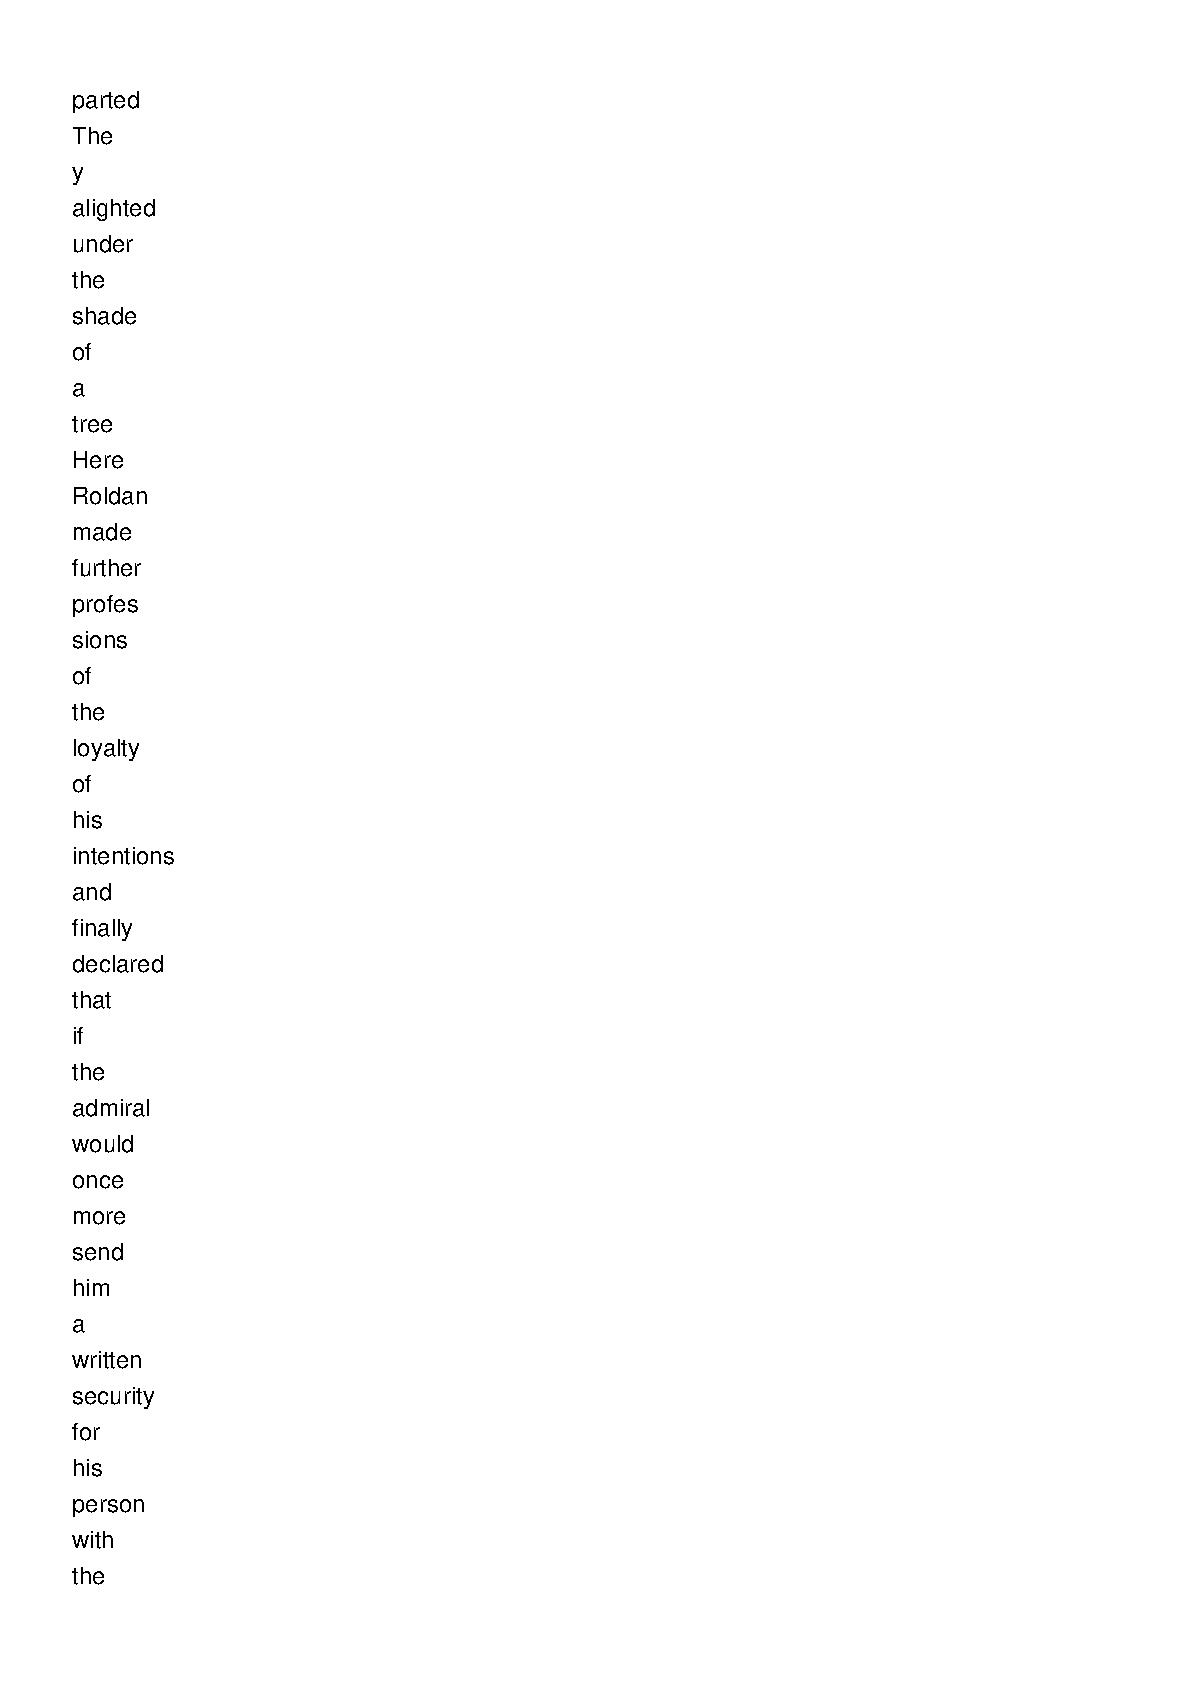 parted
The
y
alighted
under
the
shade
of
a
tree
Here
Roldan
made
further
profes
sions
of
the
loyalty
of
his
intentions
and
finally
declared
that
if
the
admiral
would
once
more
send
him
a
written
security
for
his
person
with
the